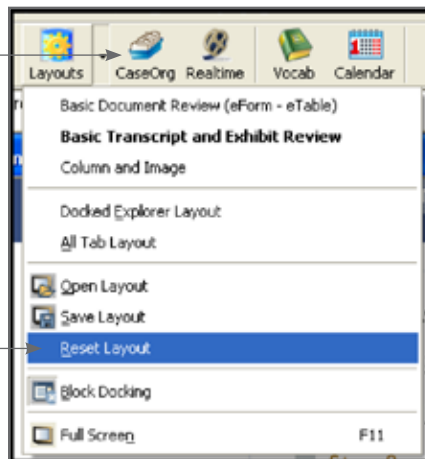 Layouts CaseOrg Realtime Vocab Calendar
Basic Document Review (eForm - eTable)
Basic Transcript and Exhibit Review
Column and Image
Docked Explorer Layout
All Tab Layout
Open Layout
Save Layout
Reset Layout
Block Docking
Full Screen F11